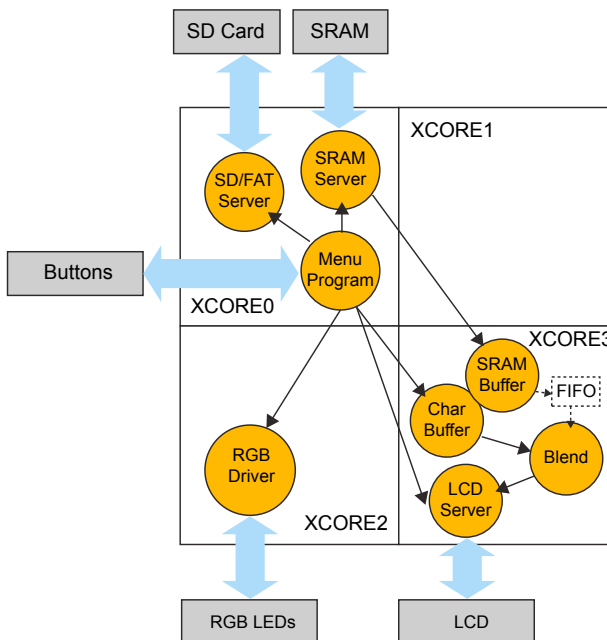 SD Card
SRAM
XCORE1
SRAM
Server
SD/FAT
Server
Menu
Program
Buttons
XCORE0
XCORE3
SRAM
Buffer
FIFO
Char
Buffer
Blend
RGB
Driver
LCD
Server
XCORE2
RGB LEDs
LCD